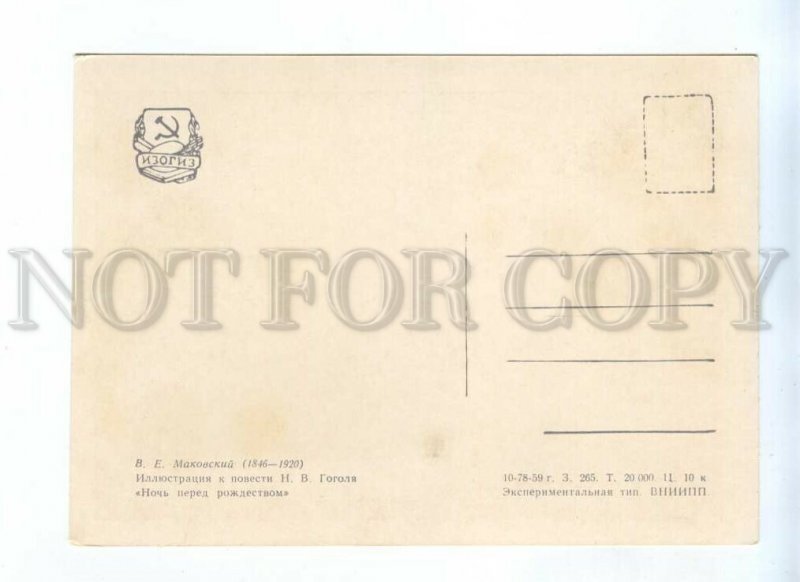 ИЗОГИЗ
NOT FOR COPY
В. Е. Маковский (1846—1920)
Иллюстрация к повести Н. В. Гоголя
«Ночь перед рождеством»
10-78-59 г. З. 265. Т. 20 000 Ц. 10 к
Экспериментальная тип. ВНИИПП